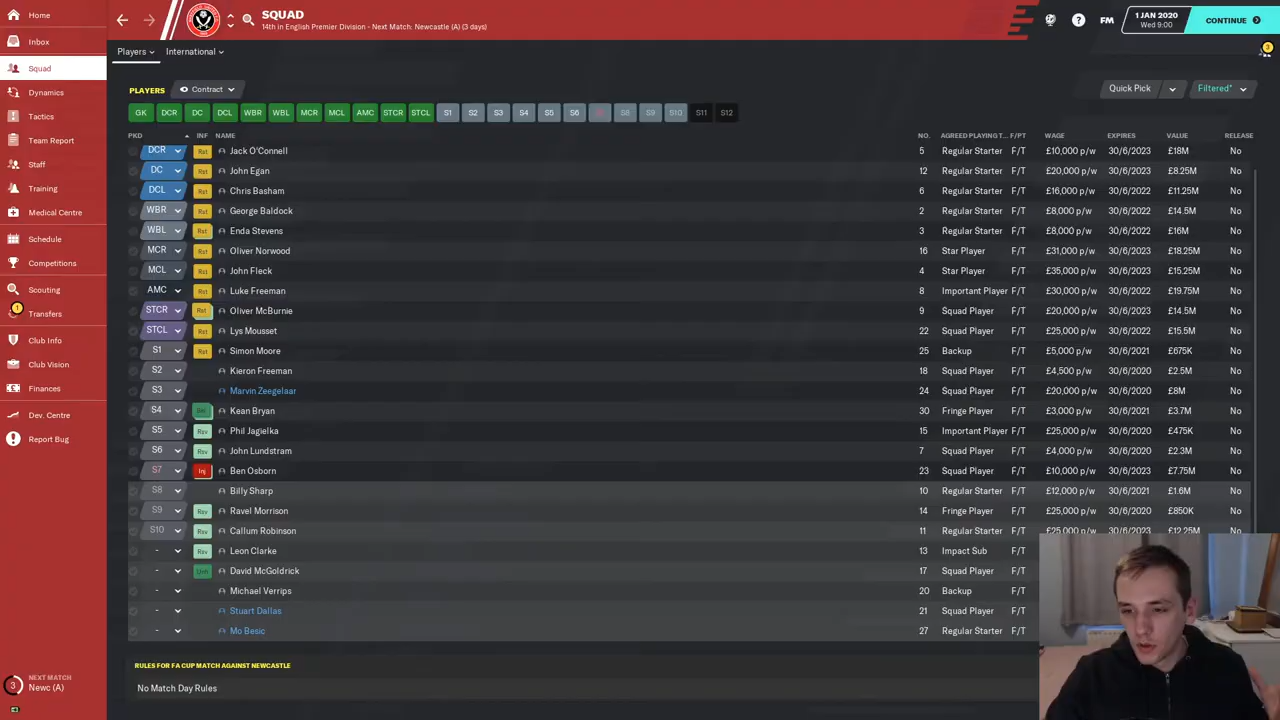 Home
Inbox
Squad
Dynamics
Tactics
Team Report
Staff
Training
Medical Centre
Schedule
Competitions
Scouting
1
Transfers
Club Info
Club Vision
Finances
Dev. Centre
Report Bug
NEXT MATCH
3 Newc (A)
SQUAD
14th in English Premier Division - Next Match: Newcastle (A) (3 days)
FM
1 JAN 2020
Wed 9:00
CONTINUE
Players International
PLAYERS Contract Quick Pick Filtered*
GK DCR DC DCL WBR WBL MCR MCL AMC STCR STCL S1 S2 S3 S4 S5 S6 S8 S9 S10 S11 S12
PKD INF NAME NO. AGREED PLAYING T... F/PT WAGE EXPIRES VALUE RELEASE
DCR Rst Jack O'Connell 5 Regular Starter F/T £10,000 p/w 30/6/2023 £18M No
DC Rst John Egan 12 Regular Starter F/T £20,000 p/w 30/6/2023 £8.25M No
DCL Rst Chris Basham 6 Regular Starter F/T £16,000 p/w 30/6/2022 £11.25M No
WBR Rst George Baldock 2 Regular Starter F/T £8,000 p/w 30/6/2022 £14.5M No
WBL Rst Enda Stevens 3 Regular Starter F/T £8,000 p/w 30/6/2022 £16M No
MCR Rst Oliver Norwood 16 Star Player F/T £31,000 p/w 30/6/2023 £18.25M No
MCL Rst John Fleck 4 Star Player F/T £35,000 p/w 30/6/2023 £15.25M No
AMC Rst Luke Freeman 8 Important Player F/T £30,000 p/w 30/6/2022 £19.75M No
STCR Rst Oliver McBurnie 9 Squad Player F/T £20,000 p/w 30/6/2023 £14.5M No
STCL Rst Lys Mousset 22 Squad Player F/T £25,000 p/w 30/6/2022 £15.5M No
S1 Rst Simon Moore 25 Backup F/T £5,000 p/w 30/6/2021 £675K No
S2 Kieron Freeman 18 Squad Player F/T £4,500 p/w 30/6/2020 £2.5M No
S3 Marvin Zeegelaar 24 Squad Player F/T £20,000 p/w 30/6/2020 £8M No
S4 Kean Bryan 30 Fringe Player F/T £3,000 p/w 30/6/2021 £3.7M No
S5 Rsv Phil Jagielka 15 Important Player F/T £25,000 p/w 30/6/2020 £475K No
S6 Rsv John Lundstram 7 Squad Player F/T £4,000 p/w 30/6/2020 £2.3M No
S7 Inj Ben Osborn 23 Squad Player F/T £10,000 p/w 30/6/2023 £7.75M No
S8 Billy Sharp 10 Regular Starter F/T £12,000 p/w 30/6/2021 £1.6M No
S9 Rsv Ravel Morrison 14 Fringe Player F/T £25,000 p/w 30/6/2020 £850K No
S10 Rsv Callum Robinson 11 Regular Starter F/T £25,000 p/w 30/6/2023 £12.25M No
- Rsv Leon Clarke 13 Impact Sub F/T
- Unh David McGoldrick 17 Squad Player F/T
- Michael Verrips 20 Backup F/T
- Stuart Dallas 21 Squad Player F/T
- Mo Besic 27 Regular Starter F/T
RULES FOR FA CUP MATCH AGAINST NEWCASTLE
No Match Day Rules